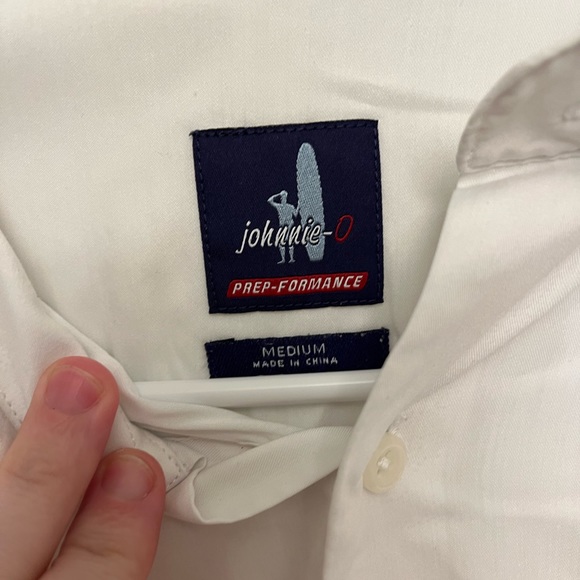 johnnie-O
PREP-FORMANCE
MEDIUM
MADE IN CHINA